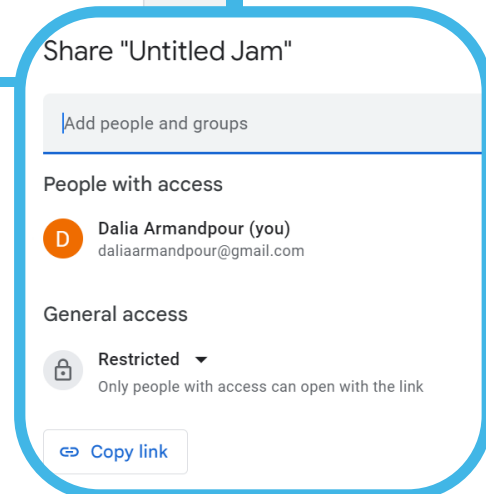 Share "Untitled Jam"
Add people and groups
People with access
D
Dalia Armandpour (you)
daliaarmandpour@gmail.com
General access
Restricted
Only people with access can open with the link
Copy link